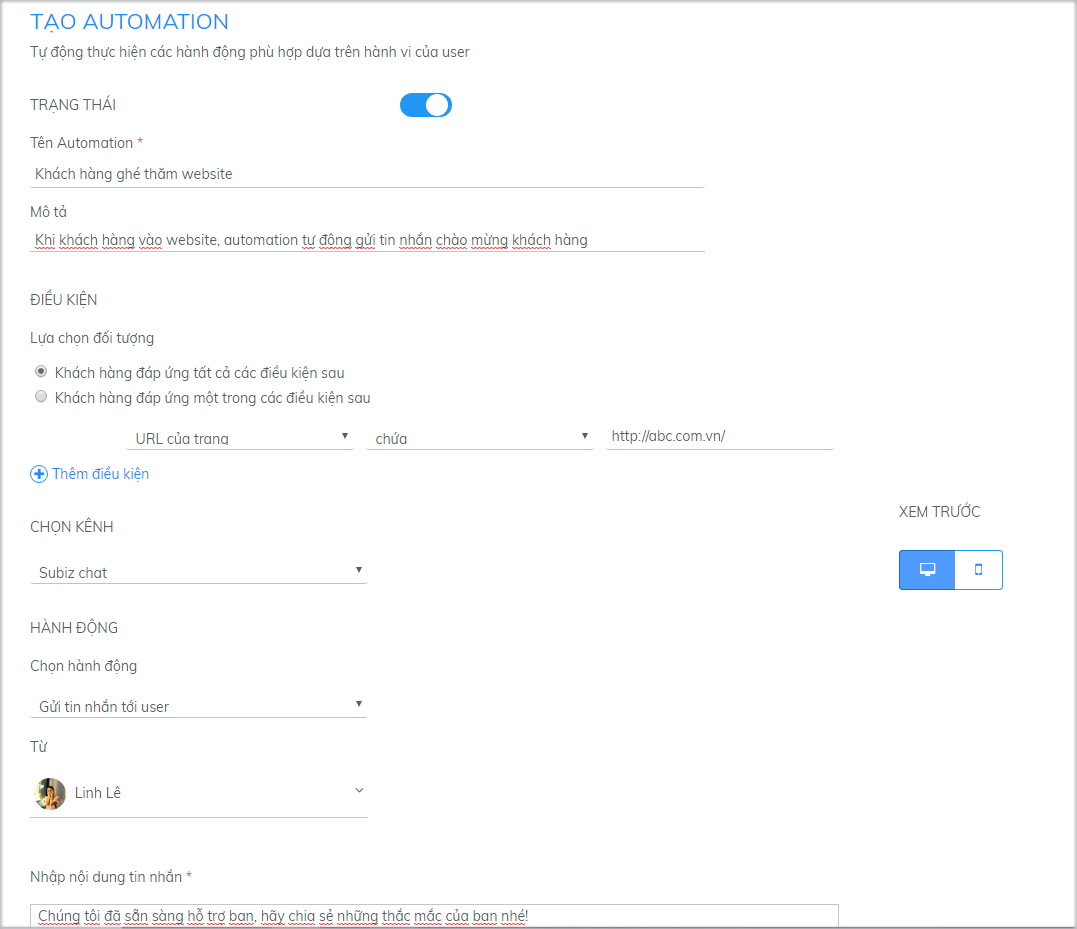 TẠO AUTOMATION
Tự động thực hiện các hành động phù hợp dựa trên hành vi của user
TRẠNG THÁI
Tên Automation *
Khách hàng ghé thăm website
Mô tả
Khi khách hàng vào website, automation tự đông gửi tin nhắn chào mừng khách hàng
ĐIỀU KIỆN
Lựa chọn đối tượng
Khách hàng đáp ứng tất cả các điều kiện sau
Khách hàng đáp ứng một trong các điều kiện sau
URL của trang chứa http://abc.com.vn/
Thêm điều kiện
XEM TRƯỚC
CHỌN KÊNH
Subiz chat
HÀNH ĐỘNG
Chọn hành động
Gửi tin nhắn tới user
Từ
Linh Lê
Nhập nội dung tin nhắn *
Chúng tôi đã sẵn sàng hỗ trợ bạn, hãy chia sẻ những thắc mắc của bạn nhé!